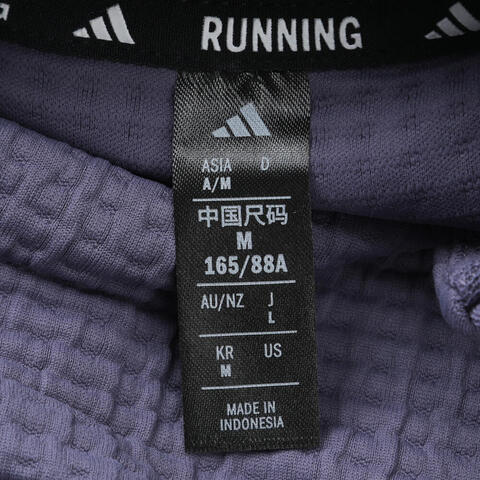 RUNNING
ASIA D
A/M
中国尺码
M
165/88A
AU/NZ J
L
KR US
M
MADE IN
INDONESIA